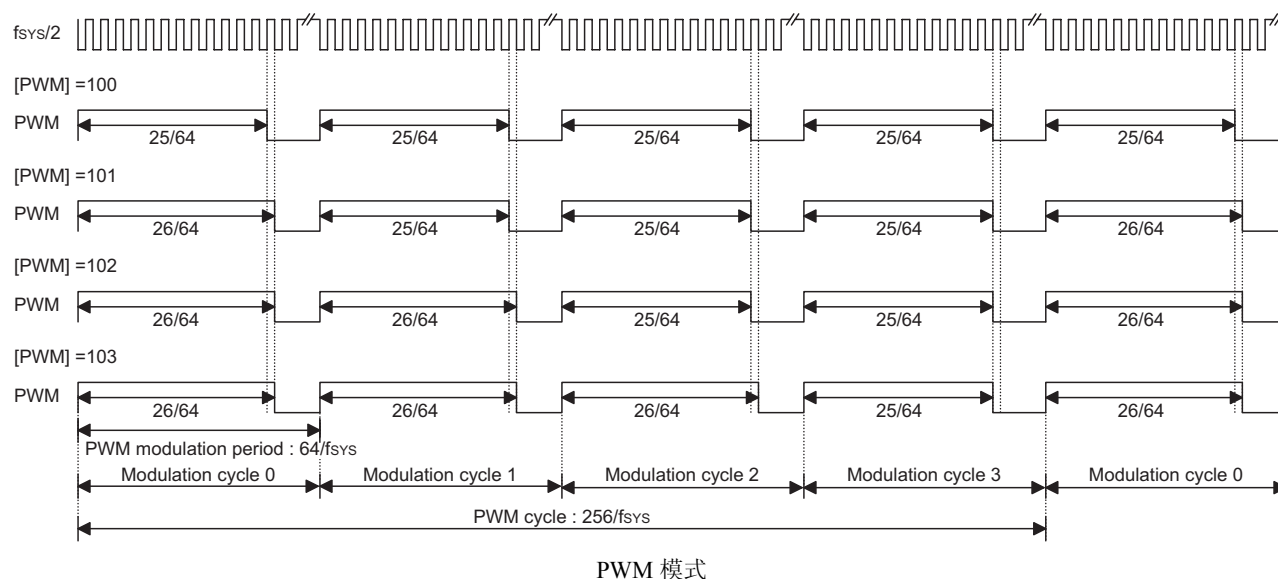 fSYS/2
[PWM] =100
PWM
25/64 25/64 25/64 25/64 25/64
[PWM] =101
PWM
26/64 25/64 25/64 25/64 26/64
[PWM] =102
PWM
26/64 26/64 25/64 25/64 26/64
[PWM] =103
PWM
26/64 26/64 26/64 25/64 26/64
PWM modulation period : 64/fSYS
Modulation cycle 0 Modulation cycle 1 Modulation cycle 2 Modulation cycle 3 Modulation cycle 0
PWM cycle : 256/fSYS
PWM 模式